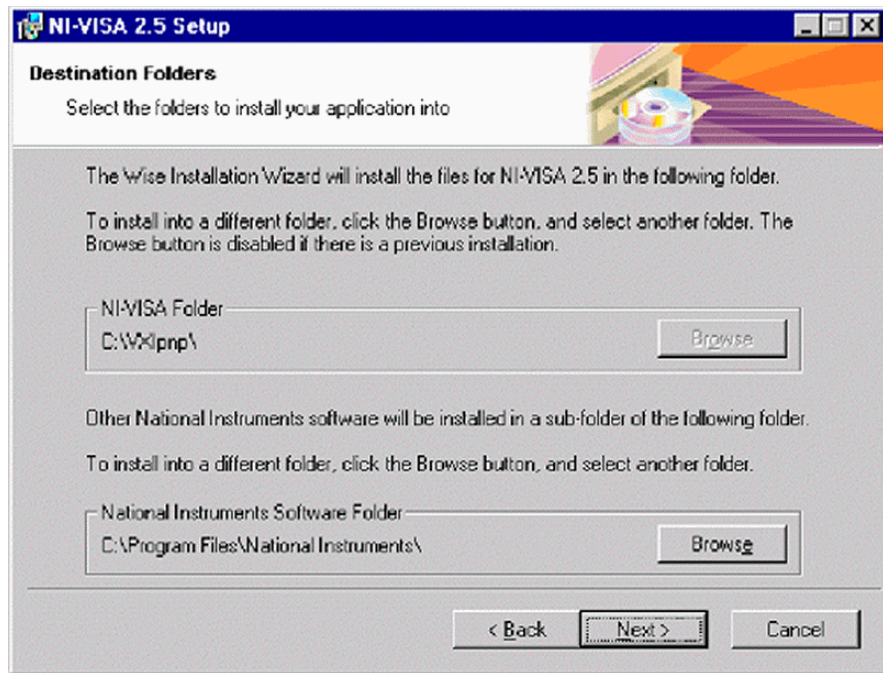 NI-VISA 2.5 Setup
Destination Folders
Select the folders to install your application into
The Wise Installation Wizard will install the files for NI-VISA 2.5 in the following folder.
To install into a different folder, click the Browse button, and select another folder. The
Browse button is disabled if there is a previous installation.
NI-VISA Folder
C:\VXIpnp\
Browse
Other National Instruments software will be installed in a sub-folder of the following folder.
To install into a different folder, click the Browse button, and select another folder.
National Instruments Software Folder
C:\Program Files\National Instruments\
Browse
< Back
Next >
Cancel